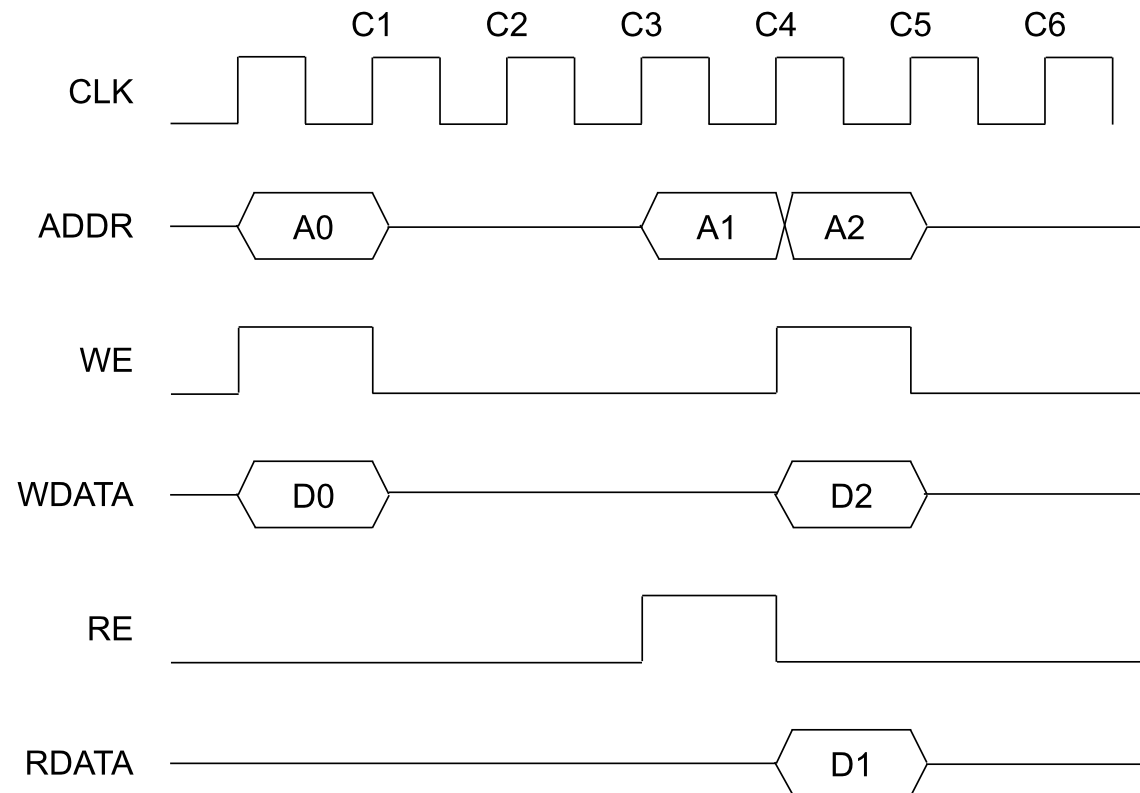 C1 C2 C3 C4 C5 C6
CLK
ADDR A0 A1 A2
WE
WDATA D0 D2
RE
RDATA D1